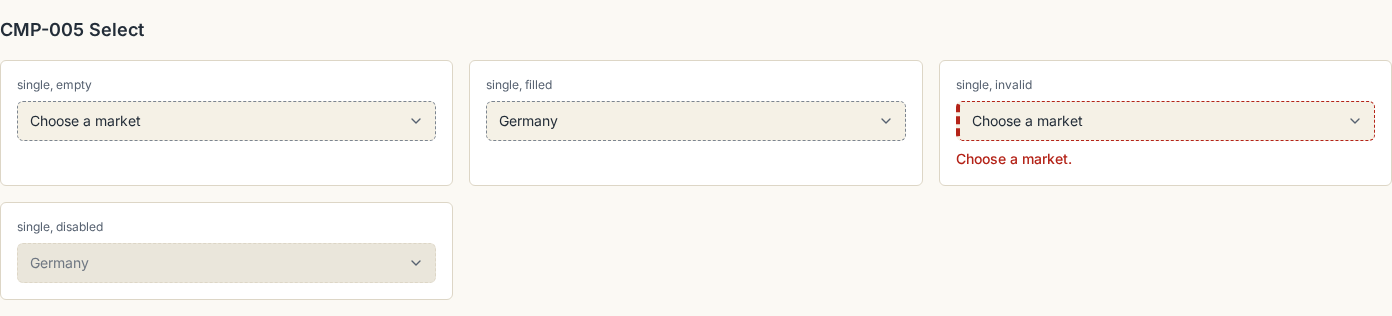 CMP-005 Select
single, empty
Choose a market
single, filled
Germany
single, invalid
Choose a market
Choose a market.
single, disabled
Germany